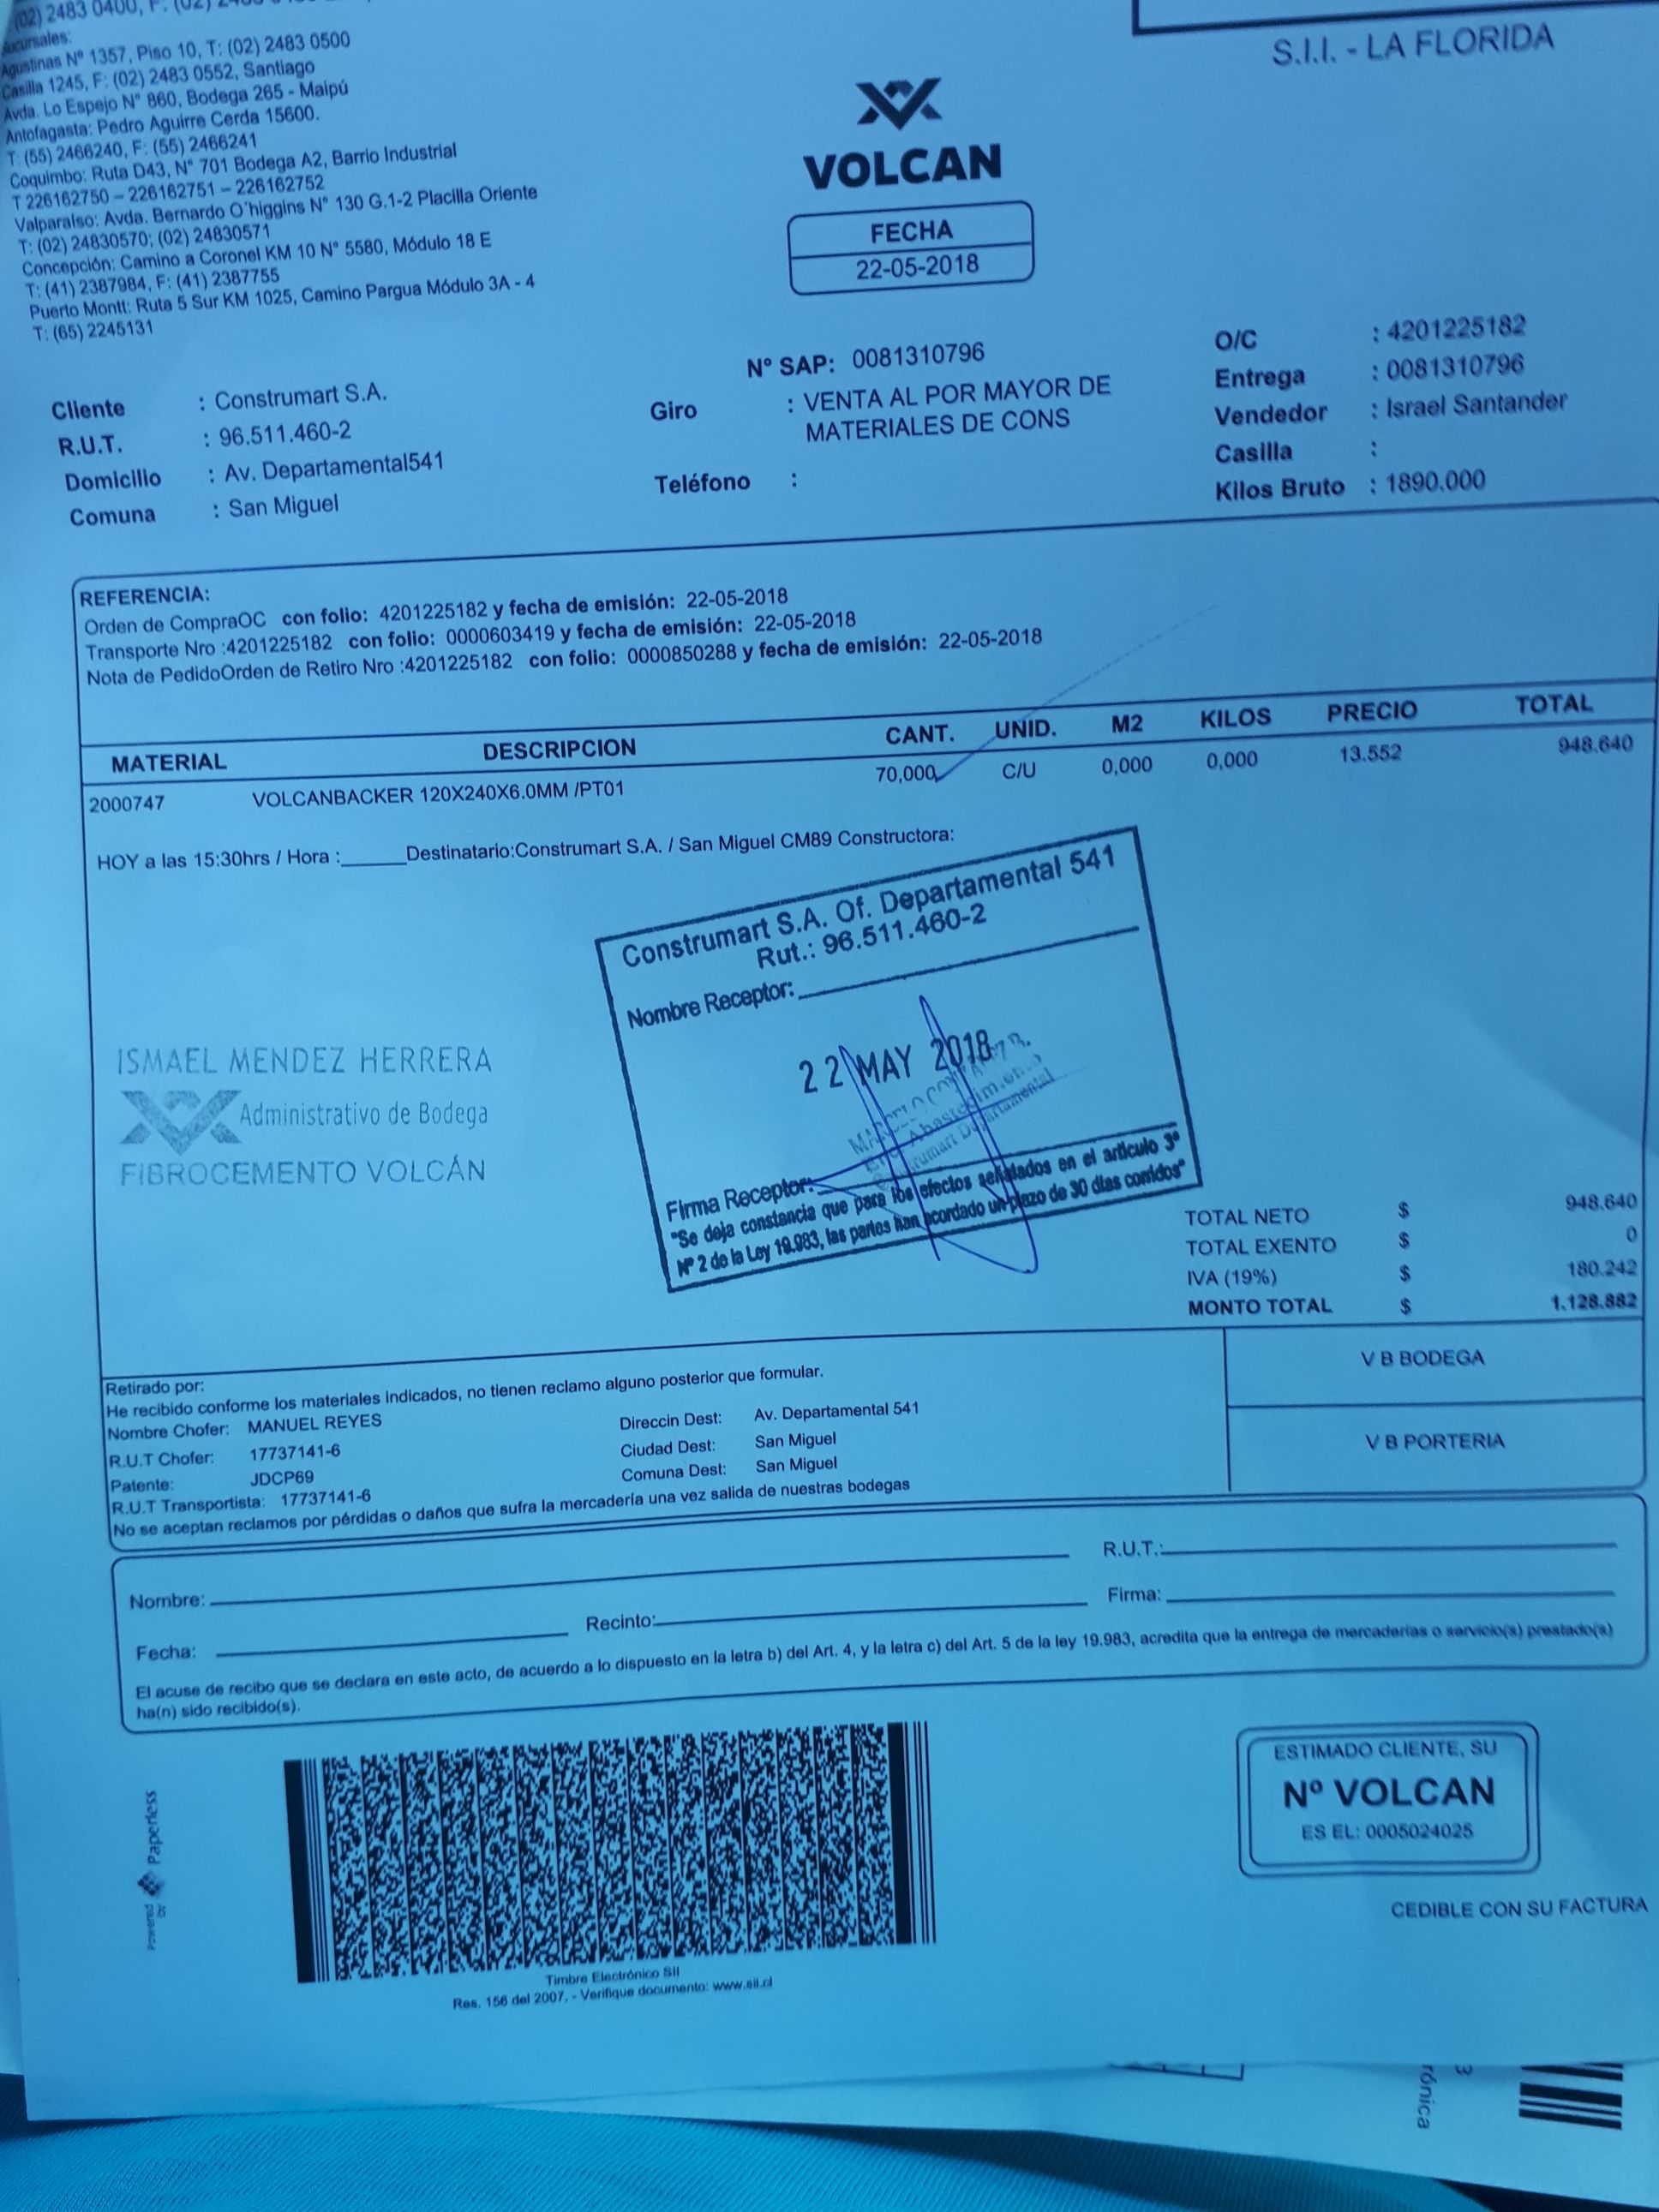 (02) 2483 0400, F: (02)
Sucursales:
Agustinas Nº 1357, Piso 10, T: (02) 2483 0500
Casilla 1245, F: (02) 2483 0552, Santiago
Avda. Lo Espejo N° 860, Bodega 265 - Maipú
Antofagasta: Pedro Aguirre Cerda 15600.
T: (55) 2466240, F: (55) 2466241
Coquimbo: Ruta D43, N° 701 Bodega A2, Barrio Industrial
T 226162750 – 226162751 – 226162752
Valparaiso: Avda. Bernardo O´higgins N° 130 G.1-2 Placilla Oriente
T: (02) 24830570; (02) 24830571
Concepción: Camino a Coronel KM 10 N° 5580, Módulo 18 E
T: (41) 2387984, F: (41) 2387755
Puerto Montt: Ruta 5 Sur KM 1025, Camino Pargua Módulo 3A - 4
T: (65) 2245131
S.I.I. - LA FLORIDA
VOLCAN
FECHA
22-05-2018
Nº SAP: 0081310796
Cliente : Construmart S.A.
R.U.T. : 96.511.460-2
Domicilio : Av. Departamental541
Comuna : San Miguel
Giro : VENTA AL POR MAYOR DE
MATERIALES DE CONS
Teléfono :
O/C : 4201225182
Entrega : 0081310796
Vendedor : Israel Santander
Casilla :
Kilos Bruto : 1890.000
REFERENCIA:
Orden de CompraOC con folio: 4201225182 y fecha de emisión: 22-05-2018
Transporte Nro :4201225182 con folio: 0000603419 y fecha de emisión: 22-05-2018
Nota de PedidoOrden de Retiro Nro :4201225182 con folio: 0000850288 y fecha de emisión: 22-05-2018
MATERIAL DESCRIPCION CANT. UNID. M2 KILOS PRECIO TOTAL
2000747 VOLCANBACKER 120X240X6.0MM /PT01 70,000 C/U 0,000 0,000 13.552 948.640
HOY a las 15:30hrs / Hora :______Destinatario:Construmart S.A. / San Miguel CM89 Constructora:
Construmart S.A. Of. Departamental 541
Rut.: 96.511.460-2
Nombre Receptor:
22 MAY 2018
Firma Receptor:
"Se deja constancia que para los efectos señalados en el artículo 3º
Nº 2 de la Ley 19.983, las partes han acordado un plazo de 30 días corridos"
ISMAEL MENDEZ HERRERA
Administrativo de Bodega
FIBROCEMENTO VOLCÁN
TOTAL NETO $ 948.640
TOTAL EXENTO $ 0
IVA (19%) $ 180.242
MONTO TOTAL $ 1.128.882
Retirado por:
He recibido conforme los materiales indicados, no tienen reclamo alguno posterior que formular.
Nombre Chofer: MANUEL REYES
R.U.T Chofer: 17737141-6
Patente: JDCP69
R.U.T Transportista: 17737141-6
Direccin Dest: Av. Departamental 541
Ciudad Dest: San Miguel
Comuna Dest: San Miguel
No se aceptan reclamos por pérdidas o daños que sufra la mercadería una vez salida de nuestras bodegas
V B BODEGA
V B PORTERIA
Nombre:
R.U.T.:
Fecha:
Recinto:
Firma:
El acuse de recibo que se declara en este acto, de acuerdo a lo dispuesto en la letra b) del Art. 4, y la letra c) del Art. 5 de la ley 19.983, acredita que la entrega de mercaderías o servicio(s) prestado(s)
ha(n) sido recibido(s).
Powered by Paperless
Timbre Electrónico SII
Res. 156 del 2007. - Verifique documento: www.sii.cl
ESTIMADO CLIENTE, SU
Nº VOLCAN
ES EL: 0005024025
CEDIBLE CON SU FACTURA
rónica
3